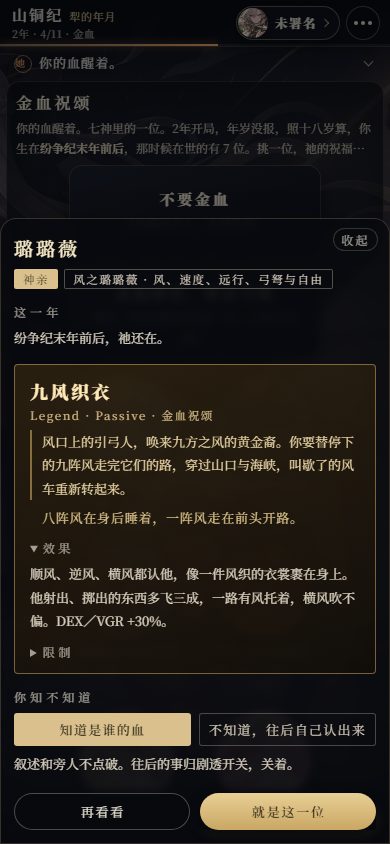 山铜纪 犁的年月
2年 · 4/11 · 金血
未署名
她 你的血醒着。
金血祝颂
你的血醒着。七神里的一位。2年开局，年岁没报，照十八岁算，你
生在纷争纪末年前后，那时候在世的有 7 位。挑一位，祂的祝福…
不要金血
收起
璐璐薇
神亲
风之璐璐薇 · 风、速度、远行、弓弩与自由
这一年
纷争纪末年前后，祂还在。
九风织衣
Legend · Passive · 金血祝颂
风口上的引弓人，唤来九方之风的黄金裔。你要替停下
的九阵风走完它们的路，穿过山口与海峡，叫歇了的风
车重新转起来。
八阵风在身后睡着，一阵风走在前头开路。
▼ 效果
顺风、逆风、横风都认他，像一件风织的衣裳裹在身上。
他射出、掷出的东西多飞三成，一路有风托着，横风吹不
偏。DEX／VGR +30%。
▶ 限制
你知不知道
知道是谁的血
不知道，往后自己认出来
叙述和旁人不点破。往后的事归剧透开关，关着。
再看看
就是这一位